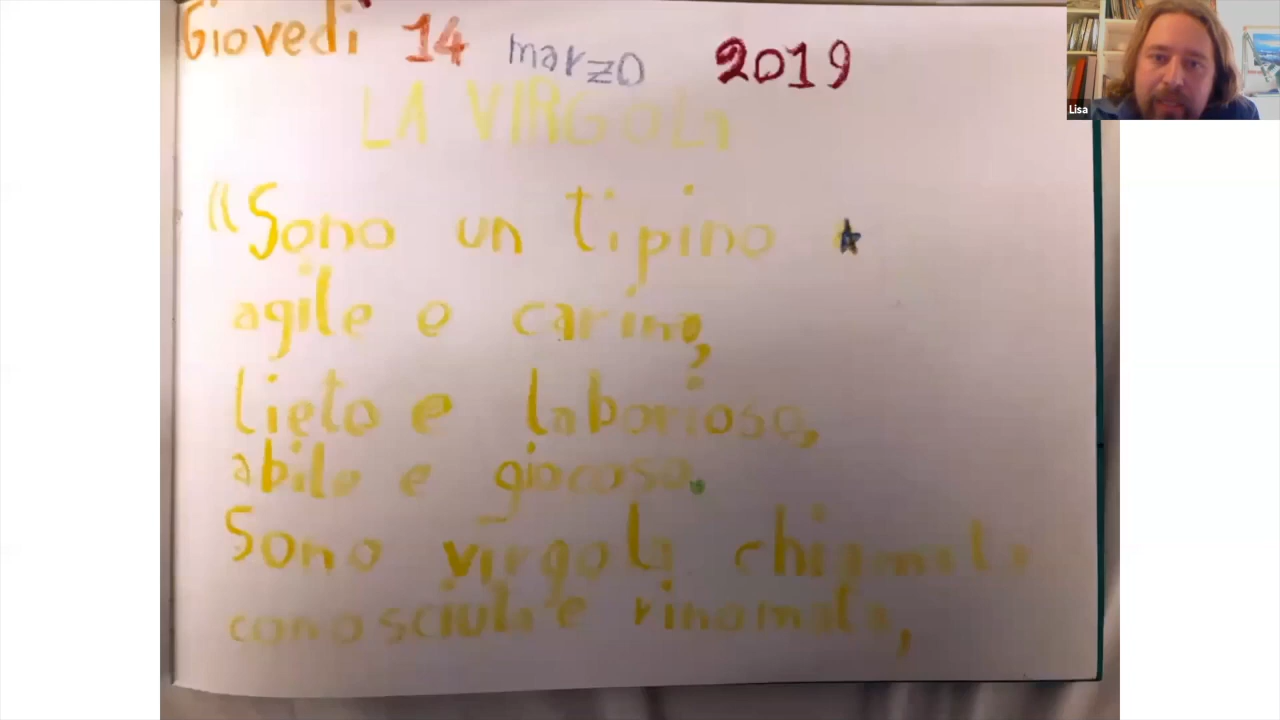 Giovedì 14 marzo 2019
LA VIRGOLA
"Sono un tipino
agile e carino,
lieto e laborioso,
abile e giocoso.
Sono virgola chiamata
conosciuta e rinomata,
Lisa